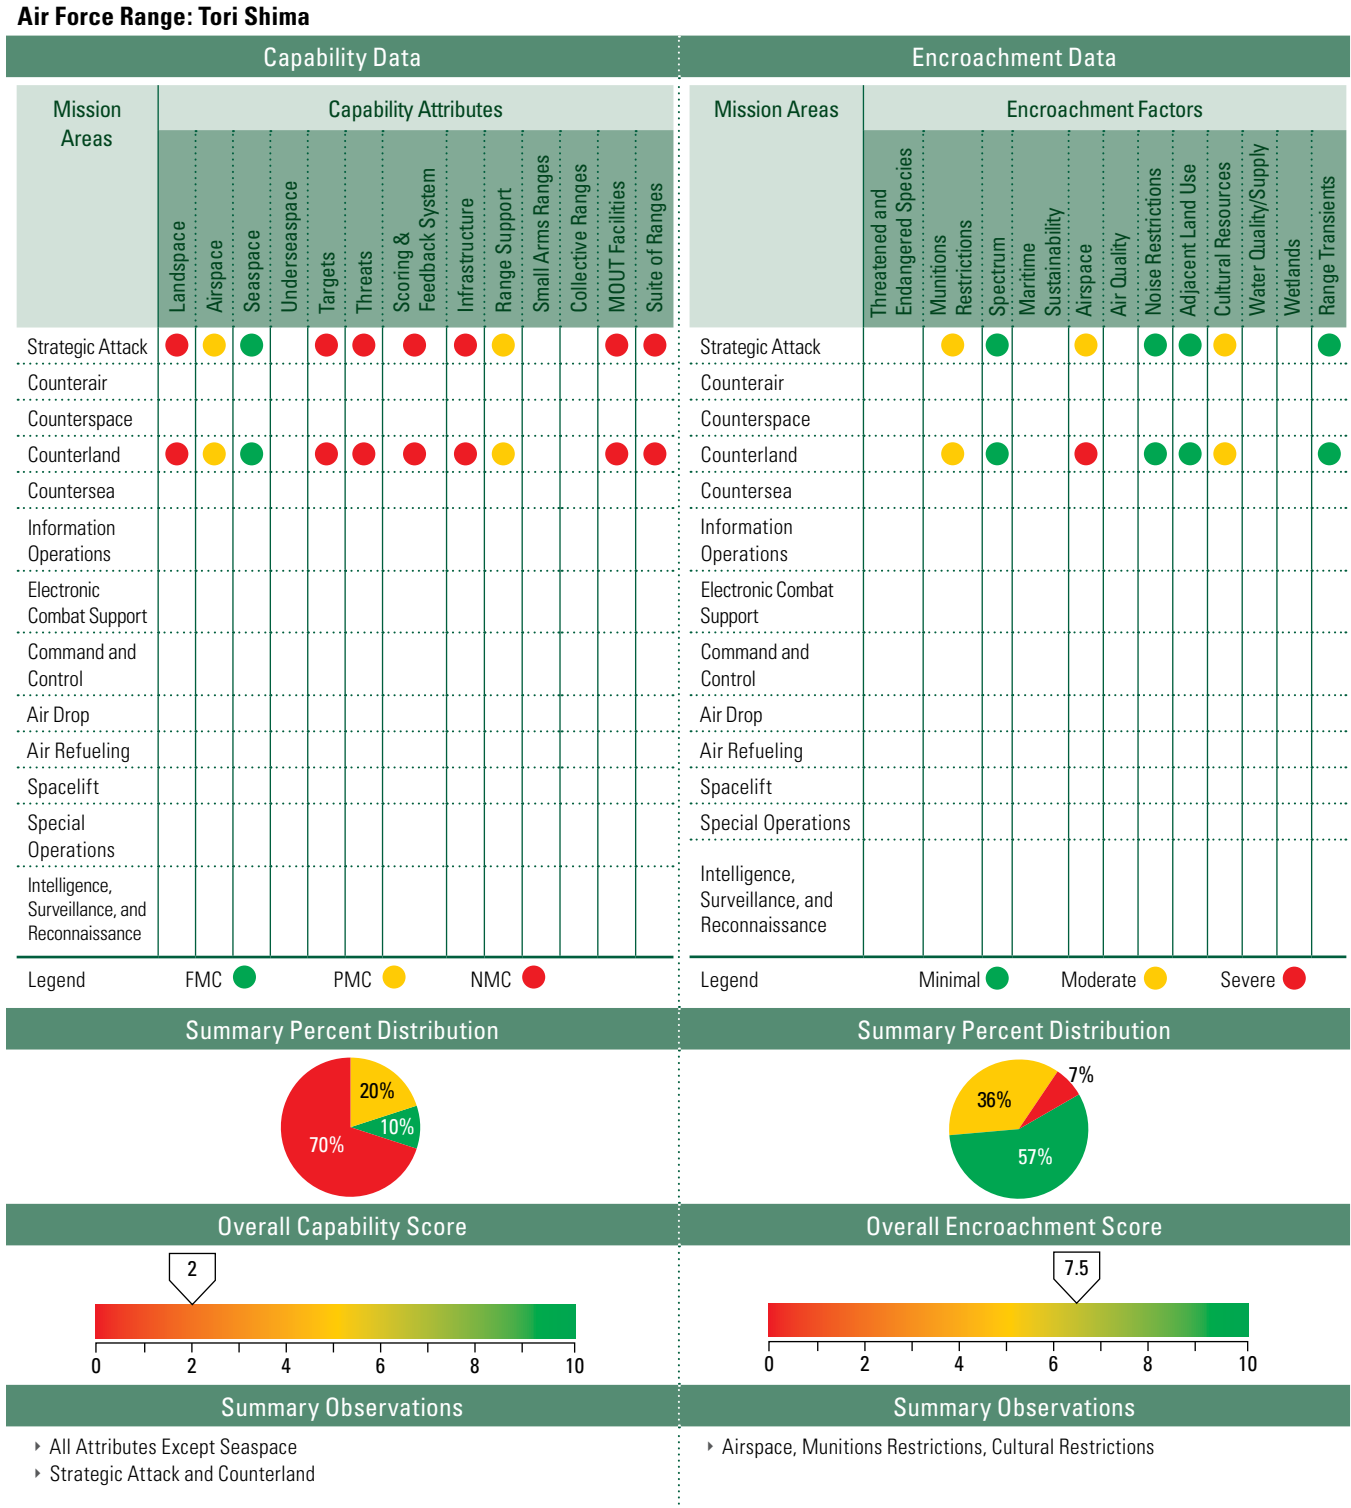 Air Force Range: Tori Shima
Capability Data
Mission
Areas
Capability Attributes
Landspace
Airspace
Seaspace
Underseaspace
Targets
Threats
Scoring &
Feedback System
Infrastructure
Range Support
Small Arms Ranges
Collective Ranges
MOUT Facilities
Suite of Ranges
Strategic Attack
Counterair
Counterspace
Counterland
Countersea
Information
Operations
Electronic
Combat Support
Command and
Control
Air Drop
Air Refueling
Spacelift
Special
Operations
Intelligence,
Surveillance, and
Reconnaissance
Legend
FMC
PMC
NMC
Summary Percent Distribution
20%
10%
70%
Overall Capability Score
2
0
2
4
6
8
10
Summary Observations
‣ All Attributes Except Seaspace
‣ Strategic Attack and Counterland
Encroachment Data
Mission Areas
Encroachment Factors
Threatened and
Endangered Species
Munitions
Restrictions
Spectrum
Maritime
Sustainability
Airspace
Air Quality
Noise Restrictions
Adjacent Land Use
Cultural Resources
Water Quality/Supply
Wetlands
Range Transients
Strategic Attack
Counterair
Counterspace
Counterland
Countersea
Information
Operations
Electronic Combat
Support
Command and
Control
Air Drop
Air Refueling
Spacelift
Special Operations
Intelligence,
Surveillance, and
Reconnaissance
Legend
Minimal
Moderate
Severe
Summary Percent Distribution
7%
36%
57%
Overall Encroachment Score
7.5
0
2
4
6
8
10
Summary Observations
‣ Airspace, Munitions Restrictions, Cultural Restrictions